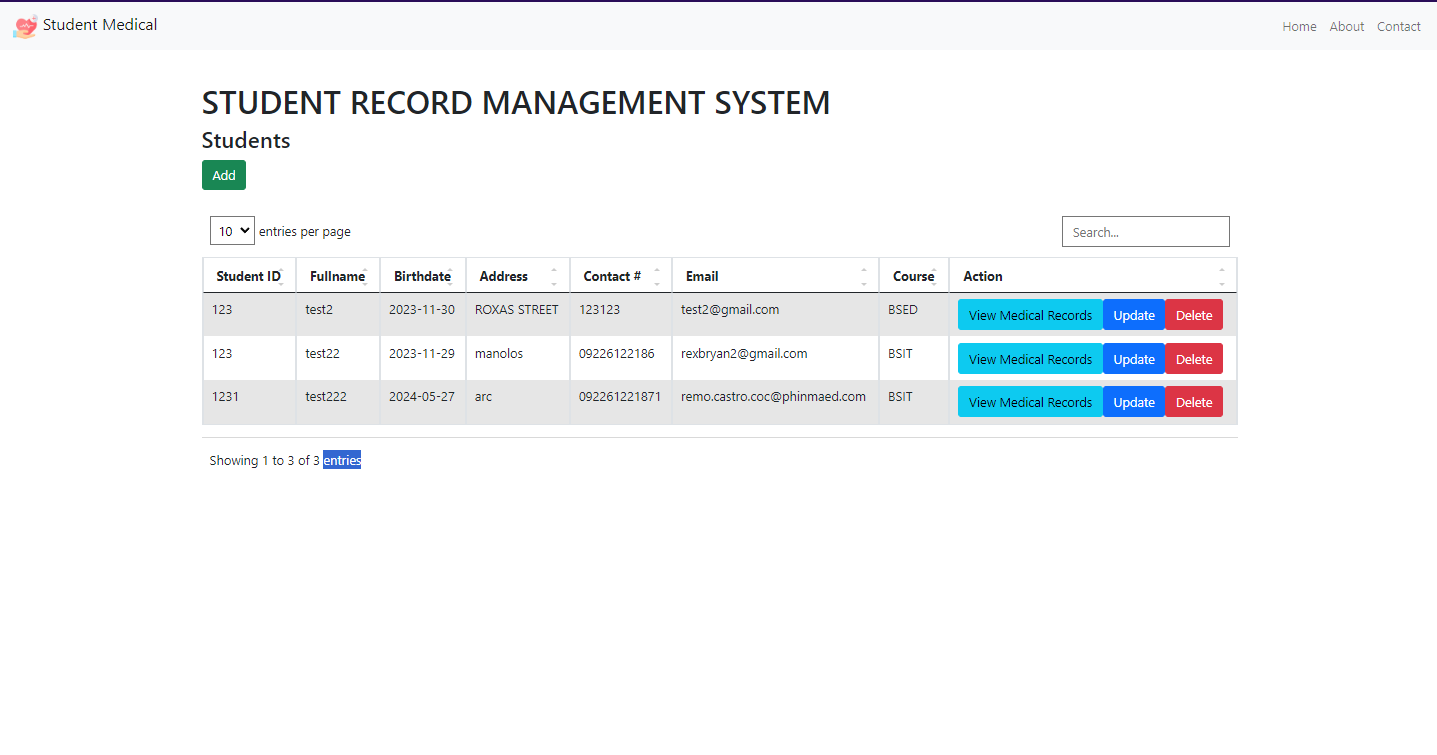 Student Medical
Home About Contact
STUDENT RECORD MANAGEMENT SYSTEM
Students
Add
10 entries per page
Search...
Student ID Fullname Birthdate Address Contact # Email Course Action
123 test2 2023-11-30 ROXAS STREET 123123 test2@gmail.com BSED View Medical Records Update Delete
123 test22 2023-11-29 manolos 09226122186 rexbryan2@gmail.com BSIT View Medical Records Update Delete
1231 test222 2024-05-27 arc 092261221871 remo.castro.coc@phinmaed.com BSIT View Medical Records Update Delete
Showing 1 to 3 of 3 entries